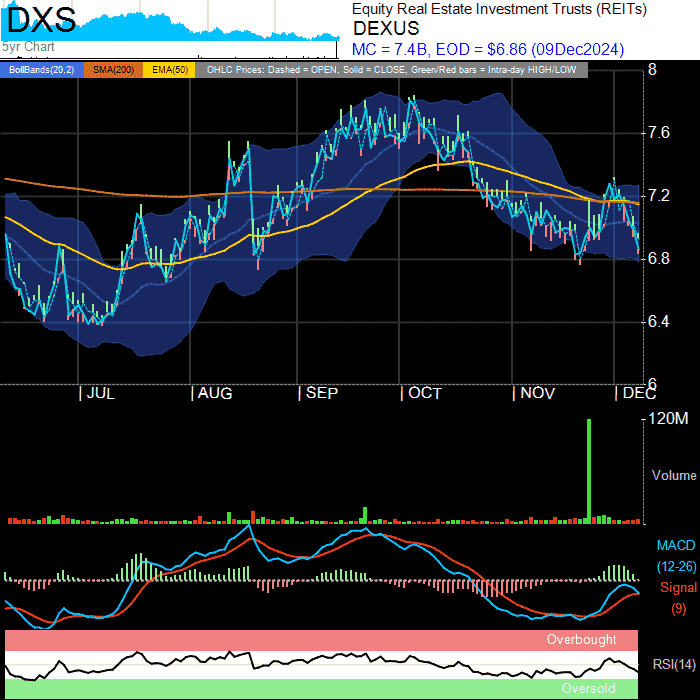 DXS
Equity Real Estate Investment Trusts (REITs)
DEXUS
MC = 7.4B, EOD = $6.86 (09Dec2024)
5yr Chart
BollBands(20,2) SMA(200) EMA(50) OHLC Prices: Dashed = OPEN, Solid = CLOSE, Green/Red bars = Intra-day HIGH/LOW
8
7.6
7.2
6.8
6.4
6
| JUL | AUG | SEP | OCT | NOV | DEC
120M
Volume
MACD
(12-26)
Signal
(9)
Overbought
RSI(14)
Oversold